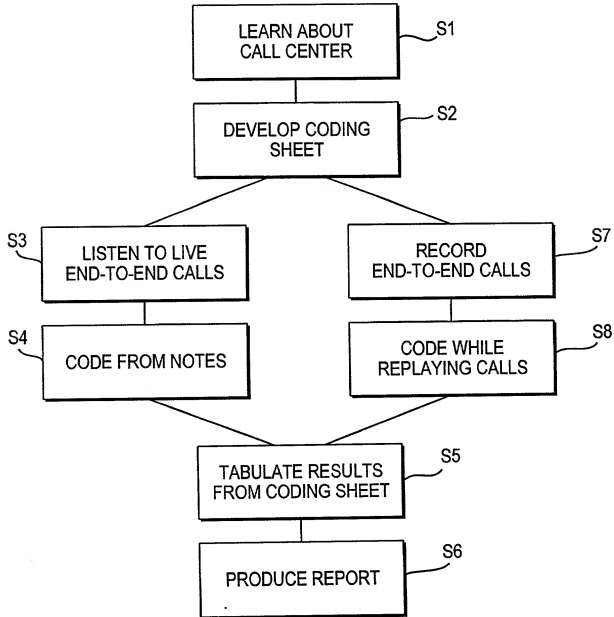 LEARN ABOUT
CALL CENTER
S1
DEVELOP CODING
SHEET
S2
S3
LISTEN TO LIVE
END-TO-END CALLS
RECORD
END-TO-END CALLS
S7
S4
CODE FROM NOTES
CODE WHILE
REPLAYING CALLS
S8
TABULATE RESULTS
FROM CODING SHEET
S5
PRODUCE REPORT
S6